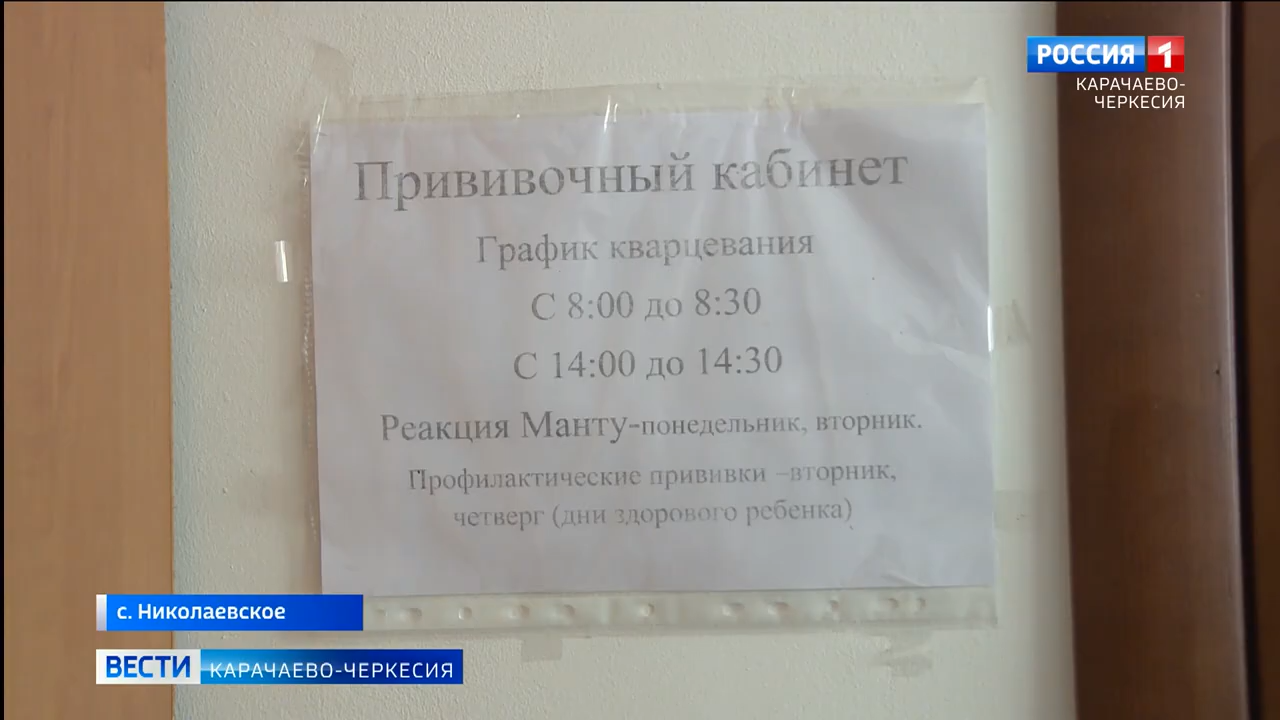 РОССИЯ 1
КАРАЧАЕВО-
ЧЕРКЕСИЯ
Прививочный кабинет
График кварцевания
С 8:00 до 8:30
С 14:00 до 14:30
Реакция Манту-понедельник, вторник.
Профилактические прививки –вторник,
четверг (дни здорового ребенка)
с. Николаевское
ВЕСТИ КАРАЧАЕВО-ЧЕРКЕСИЯ